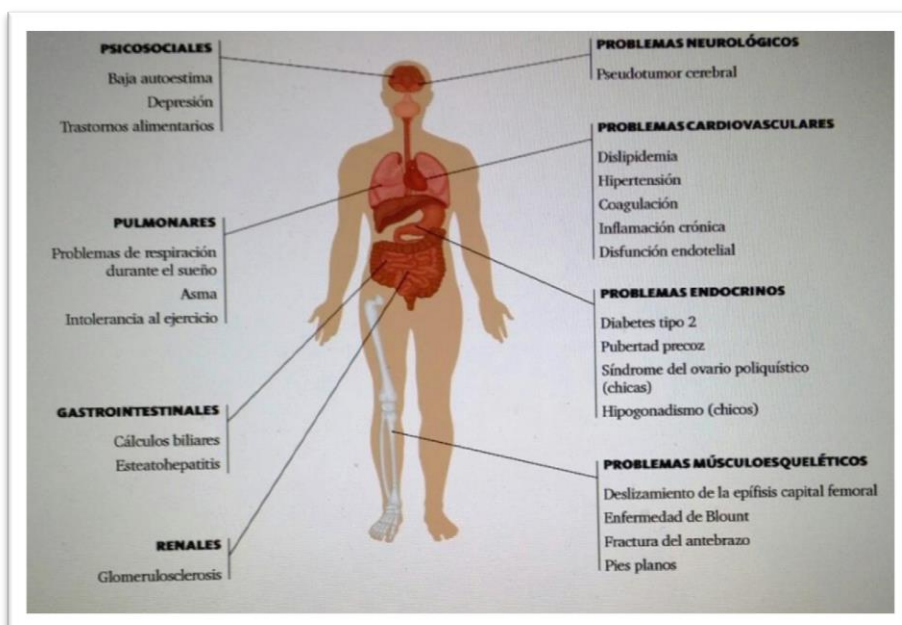 PSICOSOCIALES
Baja autoestima
Depresión
Trastornos alimentarios
PULMONARES
Problemas de respiración
durante el sueño
Asma
Intolerancia al ejercicio
GASTROINTESTINALES
Cálculos biliares
Esteatohepatitis
RENALES
Glomerulosclerosis
PROBLEMAS NEUROLÓGICOS
Pseudotumor cerebral
PROBLEMAS CARDIOVASCULARES
Dislipidemia
Hipertensión
Coagulación
Inflamación crónica
Disfunción endotelial
PROBLEMAS ENDOCRINOS
Diabetes tipo 2
Pubertad precoz
Síndrome del ovario poliquístico
(chicas)
Hipogonadismo (chicos)
PROBLEMAS MÚSCULOESQUELÉTICOS
Deslizamiento de la epífisis capital femoral
Enfermedad de Blount
Fractura del antebrazo
Pies planos